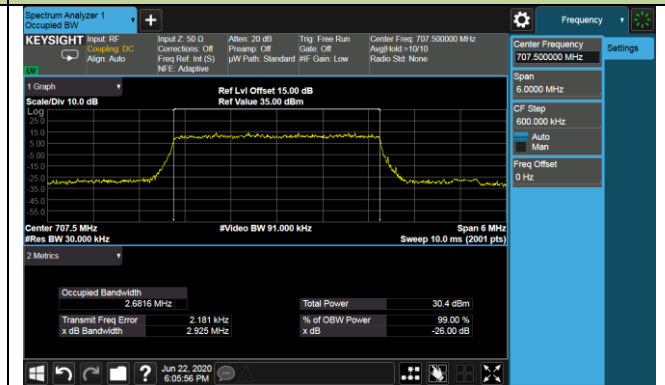 Spectrum Analyzer 1
Occupied BW
+
Frequency
KEYSIGHT
Input: RF
Coupling: DC
Align: Auto
Input Z: 50 Ω
Corrections: Off
Freq Ref: Int (S)
NFE: Adaptive
Atten: 20 dB
Preamp: Off
µW Path: Standard
Trig: Free Run
Gate: Off
#IF Gain: Low
Center Freq: 707.500000 MHz
Avg|Hold:>10/10
Radio Std: None
Center Frequency
707.500000 MHz
Settings
Span
6.0000 MHz
CF Step
600.000 kHz
Auto
Man
Freq Offset
0 Hz
1 Graph
Scale/Div 10.0 dB
Ref Lvl Offset 15.00 dB
Ref Value 35.00 dBm
Log
25.0
15.0
5.00
-5.00
-15.0
-25.0
-35.0
-45.0
-55.0
Center 707.5 MHz
#Video BW 91.000 kHz
Span 6 MHz
#Res BW 30.000 kHz
Sweep 10.0 ms (2001 pts)
2 Metrics
Occupied Bandwidth
2.6816 MHz
Total Power 30.4 dBm
Transmit Freq Error 2.181 kHz
% of OBW Power 99.00 %
x dB Bandwidth 2.925 MHz
x dB -26.00 dB
?
Jun 22, 2020
6:05:56 PM